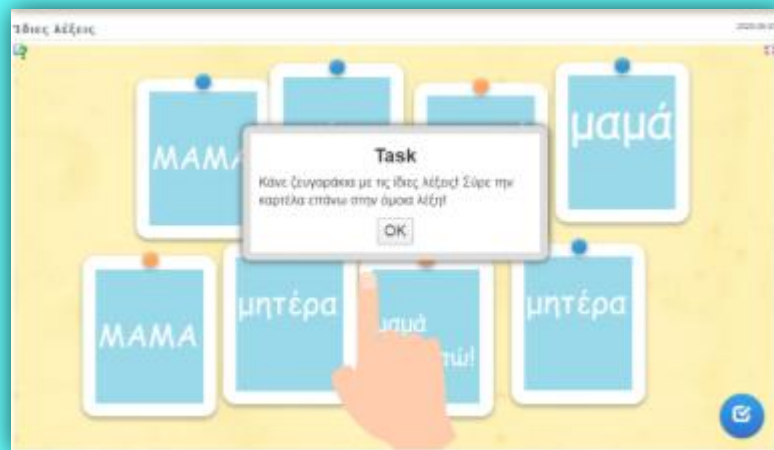 Ίδιες λέξεις
ΜΑΜΑ
μαμά
Task
Κάνε ζευγαράκια με τις ίδιες λέξεις! Σύρε την
καρτέλα επάνω στην όμοια λέξη!
OK
ΜΑΜΑ
μητέρα
μαμά
μητέρα